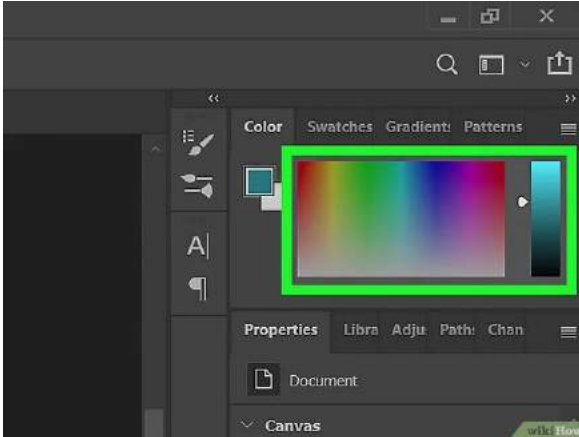 Color Swatches Gradient: Patterns
A|
Properties Libra Adju: Path: Chan
Document
Canvas
wikiHow